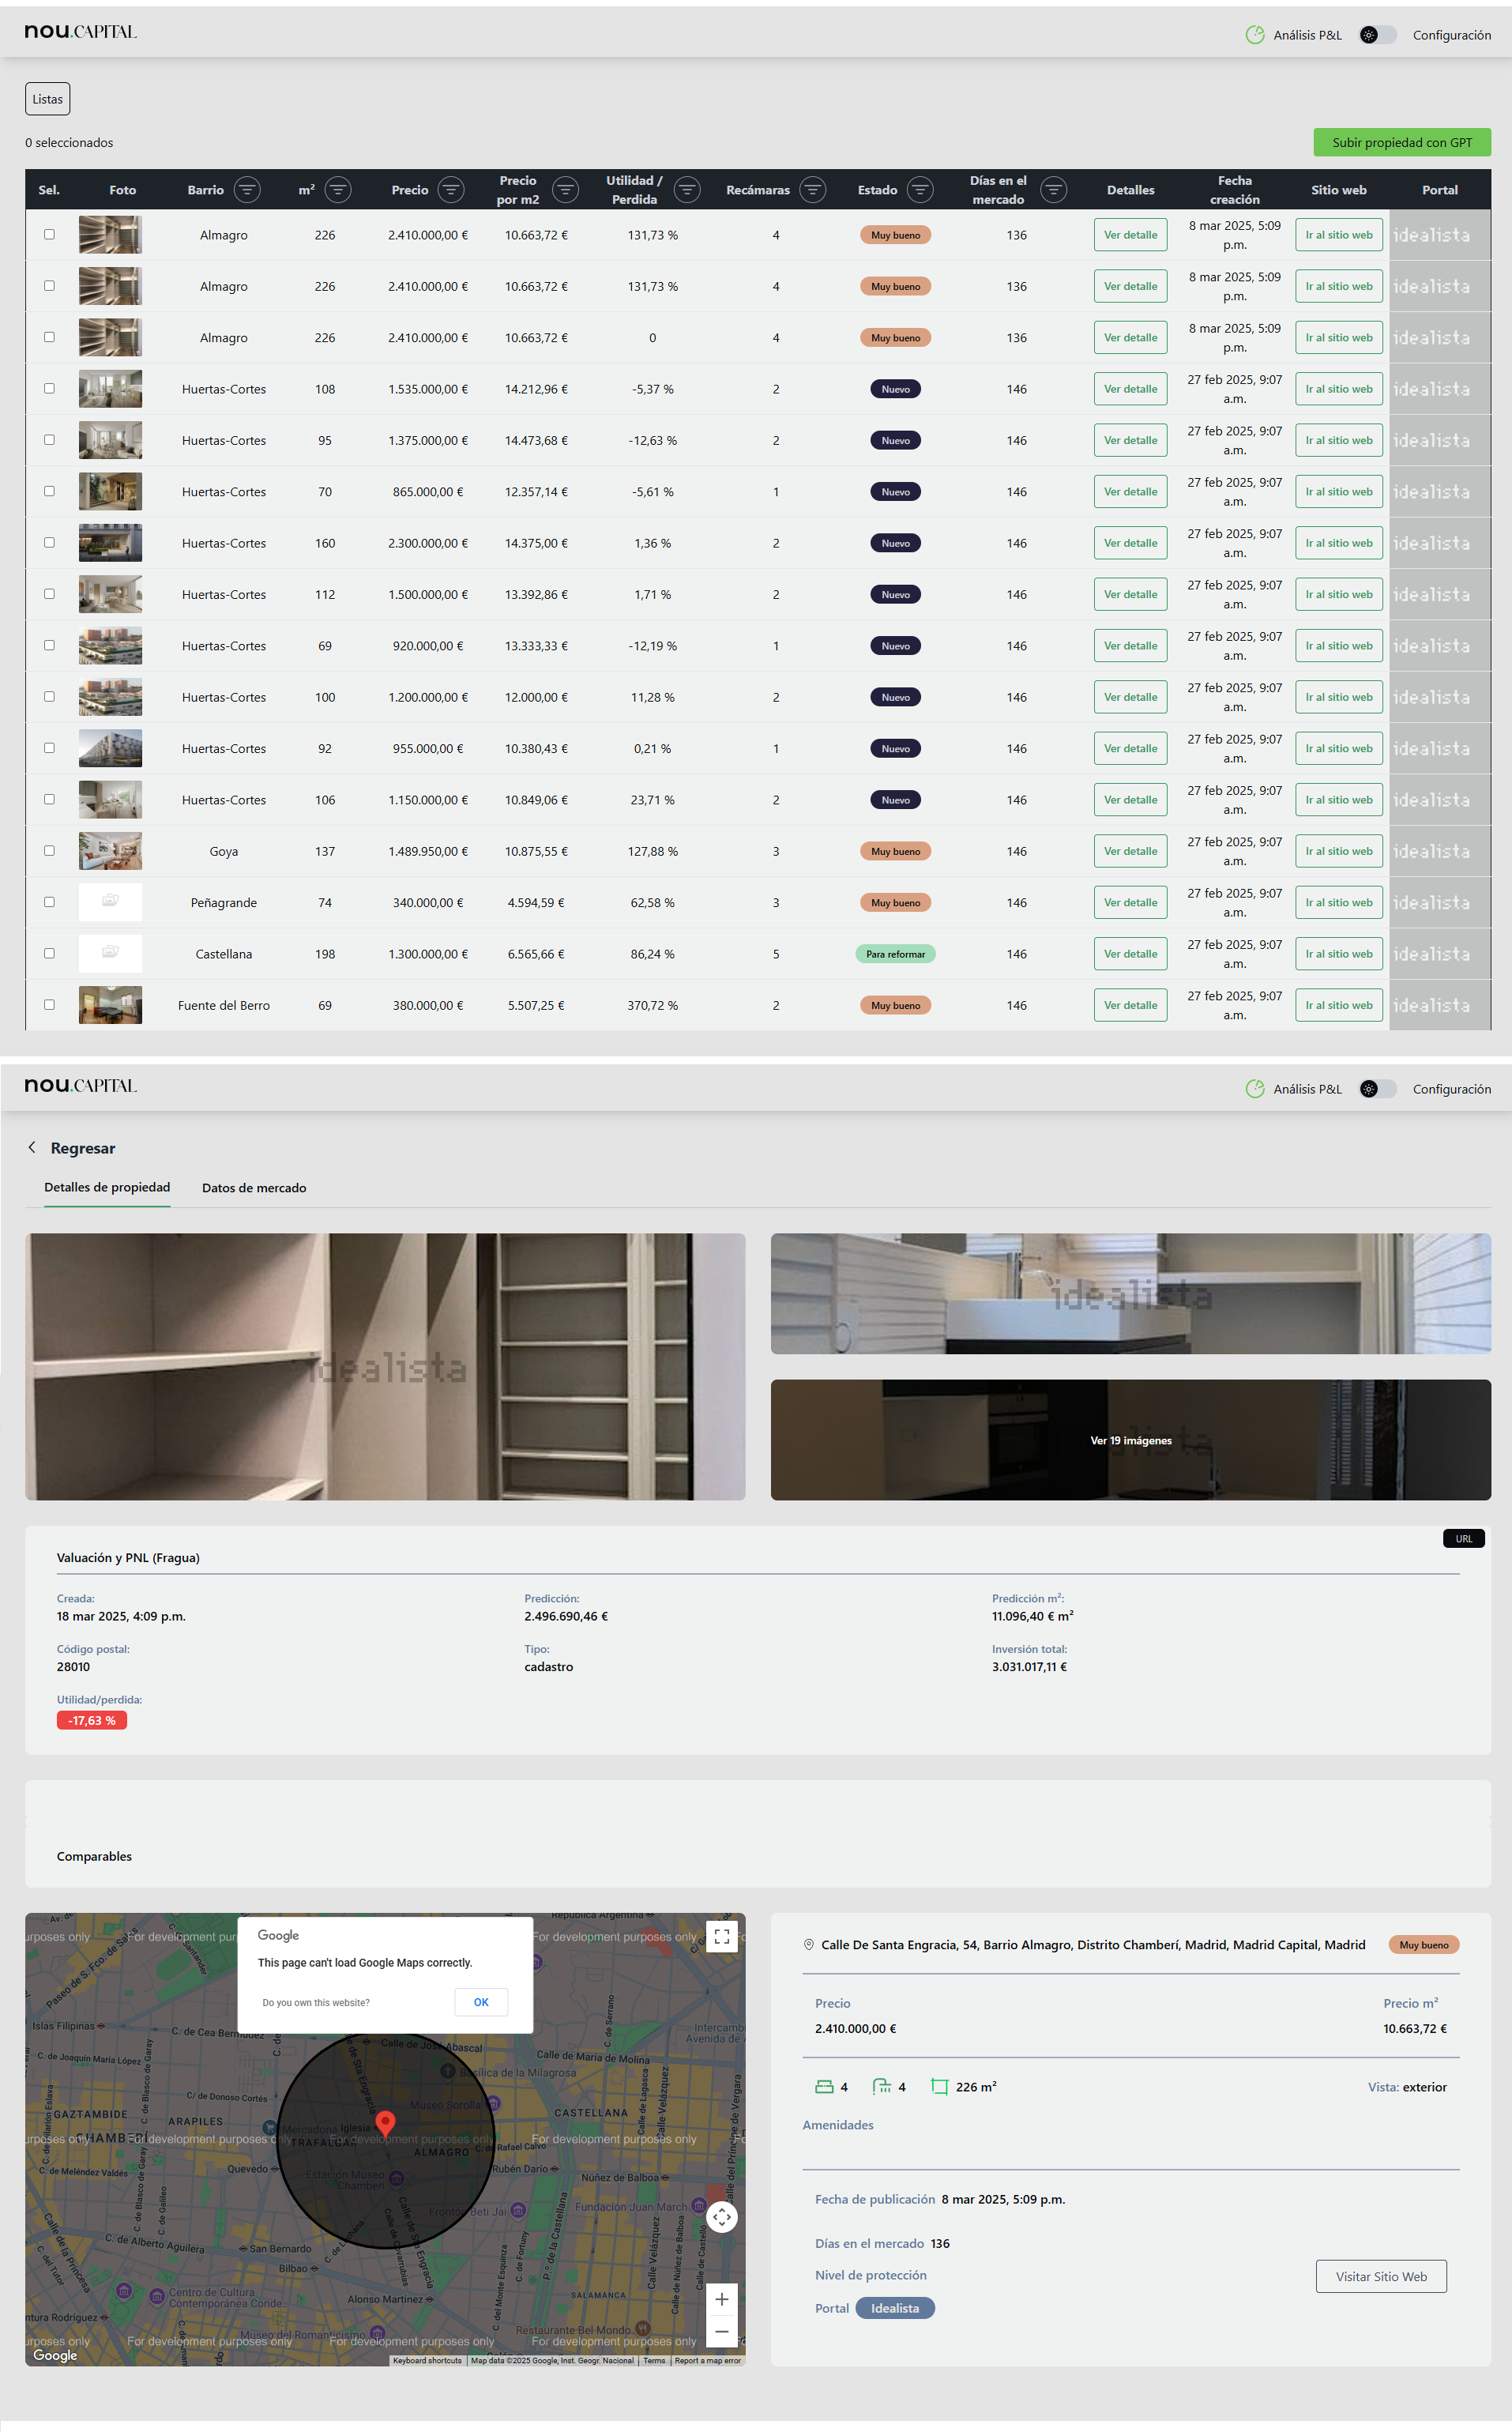 nou.CAPITAL
Análisis P&L Configuración
Listas
0 seleccionados
Subir propiedad con GPT
Sel. Foto Barrio m² Precio Precio por m2 Utilidad / Perdida Recámaras Estado Días en el mercado Detalles Fecha creación Sitio web Portal
Almagro 226 2.410.000,00 € 10.663,72 € 131,73 % 4 Muy bueno 136 Ver detalle 8 mar 2025, 5:09 p.m. Ir al sitio web idealista
Almagro 226 2.410.000,00 € 10.663,72 € 131,73 % 4 Muy bueno 136 Ver detalle 8 mar 2025, 5:09 p.m. Ir al sitio web idealista
Almagro 226 2.410.000,00 € 10.663,72 € 0 4 Muy bueno 136 Ver detalle 8 mar 2025, 5:09 p.m. Ir al sitio web idealista
Huertas-Cortes 108 1.535.000,00 € 14.212,96 € -5,37 % 2 Nuevo 146 Ver detalle 27 feb 2025, 9:07 a.m. Ir al sitio web idealista
Huertas-Cortes 95 1.375.000,00 € 14.473,68 € -12,63 % 2 Nuevo 146 Ver detalle 27 feb 2025, 9:07 a.m. Ir al sitio web idealista
Huertas-Cortes 70 865.000,00 € 12.357,14 € -5,61 % 1 Nuevo 146 Ver detalle 27 feb 2025, 9:07 a.m. Ir al sitio web idealista
Huertas-Cortes 160 2.300.000,00 € 14.375,00 € 1,36 % 2 Nuevo 146 Ver detalle 27 feb 2025, 9:07 a.m. Ir al sitio web idealista
Huertas-Cortes 112 1.500.000,00 € 13.392,86 € 1,71 % 2 Nuevo 146 Ver detalle 27 feb 2025, 9:07 a.m. Ir al sitio web idealista
Huertas-Cortes 69 920.000,00 € 13.333,33 € -12,19 % 1 Nuevo 146 Ver detalle 27 feb 2025, 9:07 a.m. Ir al sitio web idealista
Huertas-Cortes 100 1.200.000,00 € 12.000,00 € 11,28 % 2 Nuevo 146 Ver detalle 27 feb 2025, 9:07 a.m. Ir al sitio web idealista
Huertas-Cortes 92 955.000,00 € 10.380,43 € 0,21 % 1 Nuevo 146 Ver detalle 27 feb 2025, 9:07 a.m. Ir al sitio web idealista
Huertas-Cortes 106 1.150.000,00 € 10.849,06 € 23,71 % 2 Nuevo 146 Ver detalle 27 feb 2025, 9:07 a.m. Ir al sitio web idealista
Goya 137 1.489.950,00 € 10.875,55 € 127,88 % 3 Muy bueno 146 Ver detalle 27 feb 2025, 9:07 a.m. Ir al sitio web idealista
Peñagrande 74 340.000,00 € 4.594,59 € 62,58 % 3 Muy bueno 146 Ver detalle 27 feb 2025, 9:07 a.m. Ir al sitio web idealista
Castellana 198 1.300.000,00 € 6.565,66 € 86,24 % 5 Para reformar 146 Ver detalle 27 feb 2025, 9:07 a.m. Ir al sitio web idealista
Fuente del Berro 69 380.000,00 € 5.507,25 € 370,72 % 2 Muy bueno 146 Ver detalle 27 feb 2025, 9:07 a.m. Ir al sitio web idealista
nou.CAPITAL
Análisis P&L Configuración
Regresar
Detalles de propiedad Datos de mercado
idealista
idealista
Ver 19 imágenes
URL
Valuación y PNL (Fragua)
Creada: Predicción: Predicción m²:
18 mar 2025, 4:09 p.m. 2.496.690,46 € 11.096,40 € m²
Código postal: Tipo: Inversión total:
28010 cadastro 3.031.017,11 €
Utilidad/perdida:
-17,63 %
Comparables
Google
This page can't load Google Maps correctly.
Do you own this website? OK
For development purposes only
Islas Filipinas
C. de Cea Bermúdez
Calle de José Abascal
Calle de María de Molina
C. de Joaquín María López
Basílica de la Milagrosa
C/ de Donoso Cortés
GAZTAMBIDE
ARAPILES
Museo Sorolla
CASTELLANA
Iglesia
TRAFALGAR
ALMAGRO
C. de Rafael Calvo
C. de Meléndez Valdés
Quevedo
Rubén Darío
Núñez de Balboa
Estación Museo Chamberí
Frontón Beti Jai
Fundación Juan March
C. de Alberto Aguilera
San Bernardo
Bilbao
Centro de Cultura Contemporánea Conde...
Alonso Martínez
SALAMANCA
Museo del Romanticismo
Restaurante Bel Mondo
Google
Keyboard shortcuts Map data ©2025 Google, Inst. Geogr. Nacional Terms Report a map error
Calle De Santa Engracia, 54, Barrio Almagro, Distrito Chamberí, Madrid, Madrid Capital, Madrid Muy bueno
Precio Precio m²
2.410.000,00 € 10.663,72 €
4 4 226 m² Vista: exterior
Amenidades
Fecha de publicación 8 mar 2025, 5:09 p.m.
Días en el mercado 136
Nivel de protección
Visitar Sitio Web
Portal Idealista